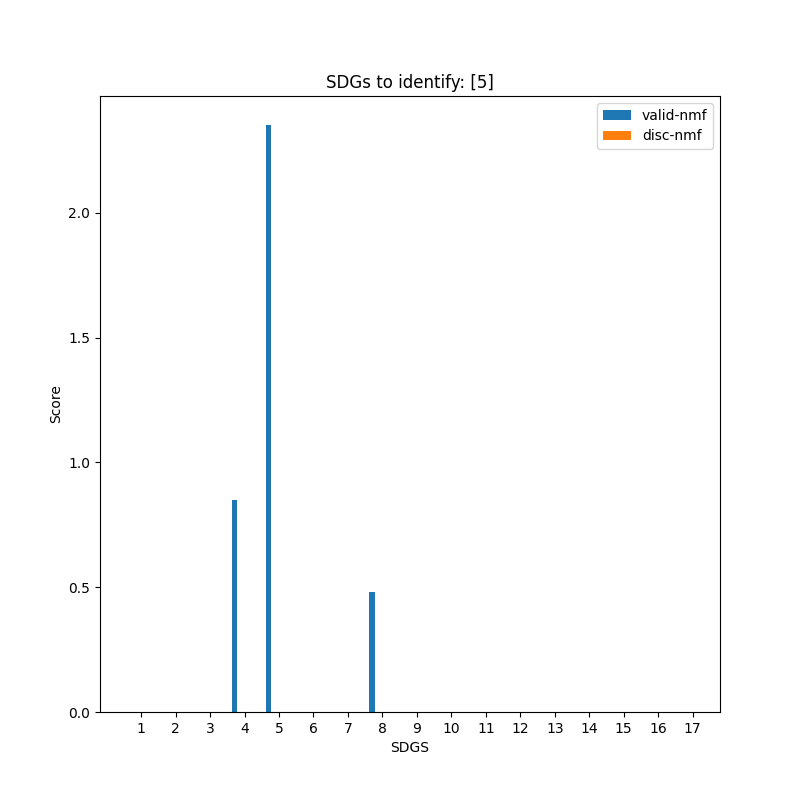 SDGs to identify: [5]
valid-nmf
disc-nmf
2.0
1.5
1.0
0.5
0.0
Score
1 2 3 4 5 6 7 8 9 10 11 12 13 14 15 16 17
SDGS